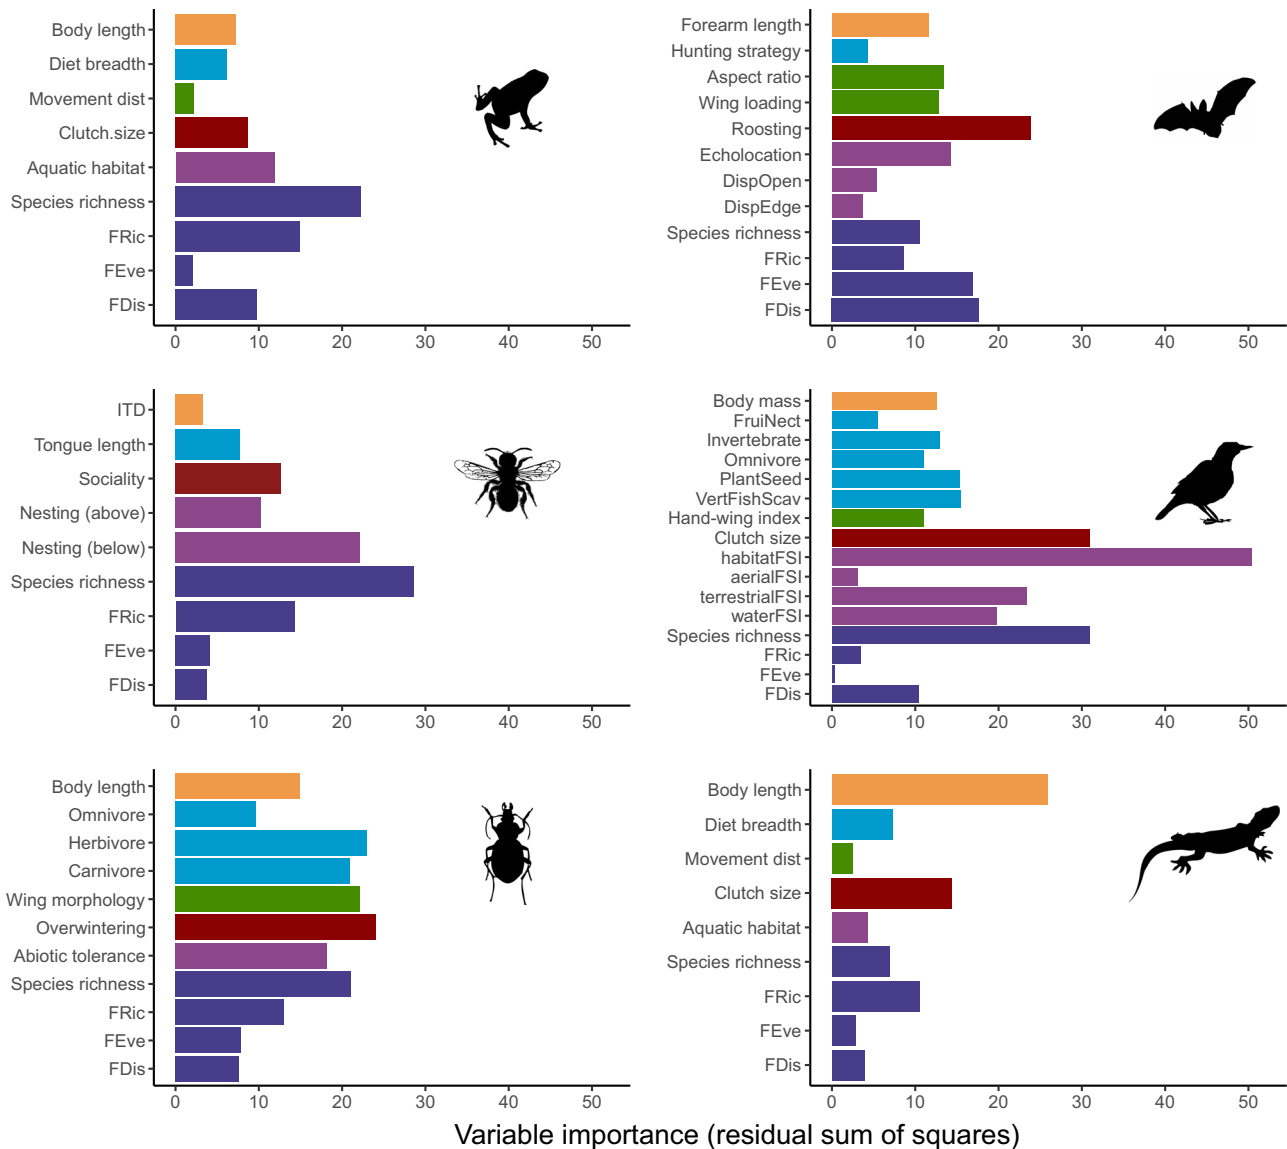 Body length
Diet breadth
Movement dist
Clutch.size
Aquatic habitat
Species richness
FRic
FEve
FDis
0 10 20 30 40 50
Forearm length
Hunting strategy
Aspect ratio
Wing loading
Roosting
Echolocation
DispOpen
DispEdge
Species richness
FRic
FEve
FDis
0 10 20 30 40 50
ITD
Tongue length
Sociality
Nesting (above)
Nesting (below)
Species richness
FRic
FEve
FDis
0 10 20 30 40 50
Body mass
FruiNect
Invertebrate
Omnivore
PlantSeed
VertFishScav
Hand-wing index
Clutch size
habitatFSI
aerialFSI
terrestrialFSI
waterFSI
Species richness
FRic
FEve
FDis
0 10 20 30 40 50
Body length
Omnivore
Herbivore
Carnivore
Wing morphology
Overwintering
Abiotic tolerance
Species richness
FRic
FEve
FDis
0 10 20 30 40 50
Body length
Diet breadth
Movement dist
Clutch size
Aquatic habitat
Species richness
FRic
FEve
FDis
0 10 20 30 40 50
Variable importance (residual sum of squares)